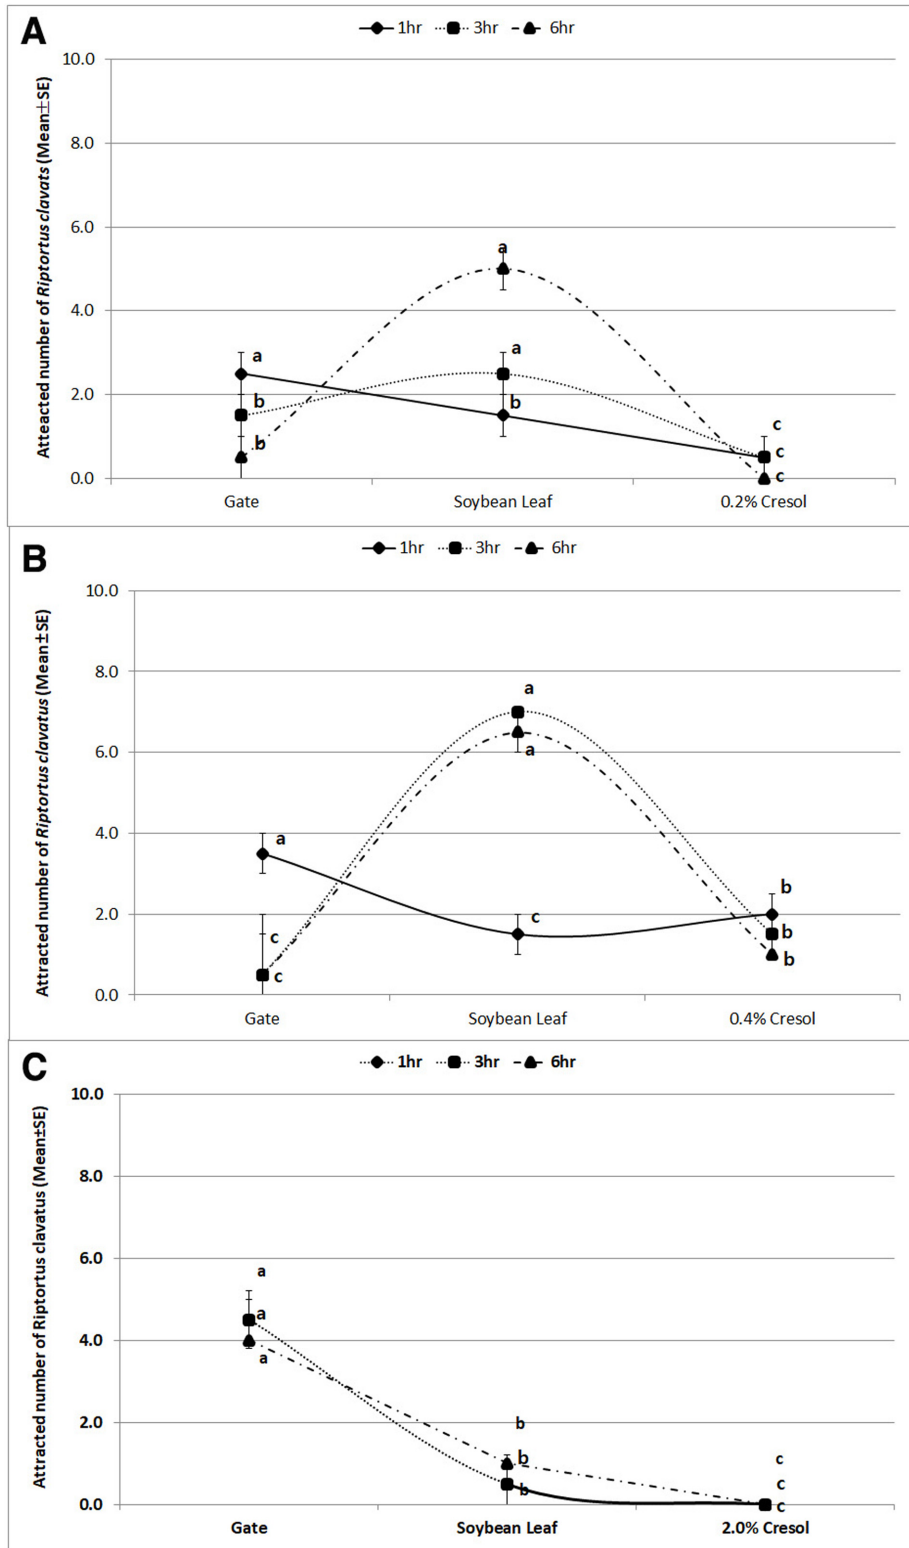 A
1hr 3hr 6hr
Atteacted number of Riptortus clavats (Mean±SE)
10.0
8.0
6.0
a
4.0
a
a
2.0
b
b
b
c
c
c
0.0
Gate Soybean Leaf 0.2% Cresol
B
1hr 3hr 6hr
Attracted number of Riptortus clavatus (Mean±SE)
10.0
8.0
a
6.0
a
4.0
a
2.0
c
b
c
b
c
b
0.0
Gate Soybean Leaf 0.4% Cresol
C
1hr 3hr 6hr
Attracted number of Riptortus clavatus (Mean±SE)
10.0
8.0
6.0
a
a
4.0
a
2.0
b
b
c
b
c
c
0.0
Gate Soybean Leaf 2.0% Cresol